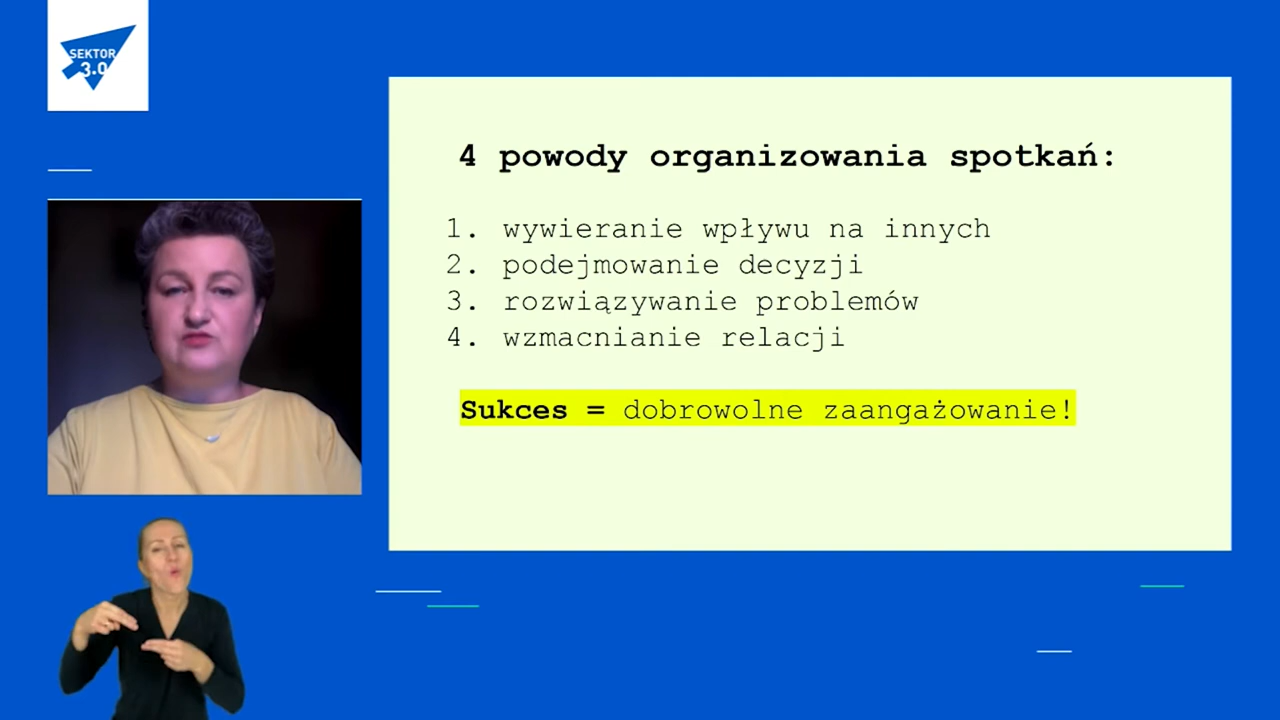 SEKTOR
3.0
4 powody organizowania spotkań:
1. wywieranie wpływu na innych
2. podejmowanie decyzji
3. rozwiązywanie problemów
4. wzmacnianie relacji
Sukces = dobrowolne zaangażowanie!